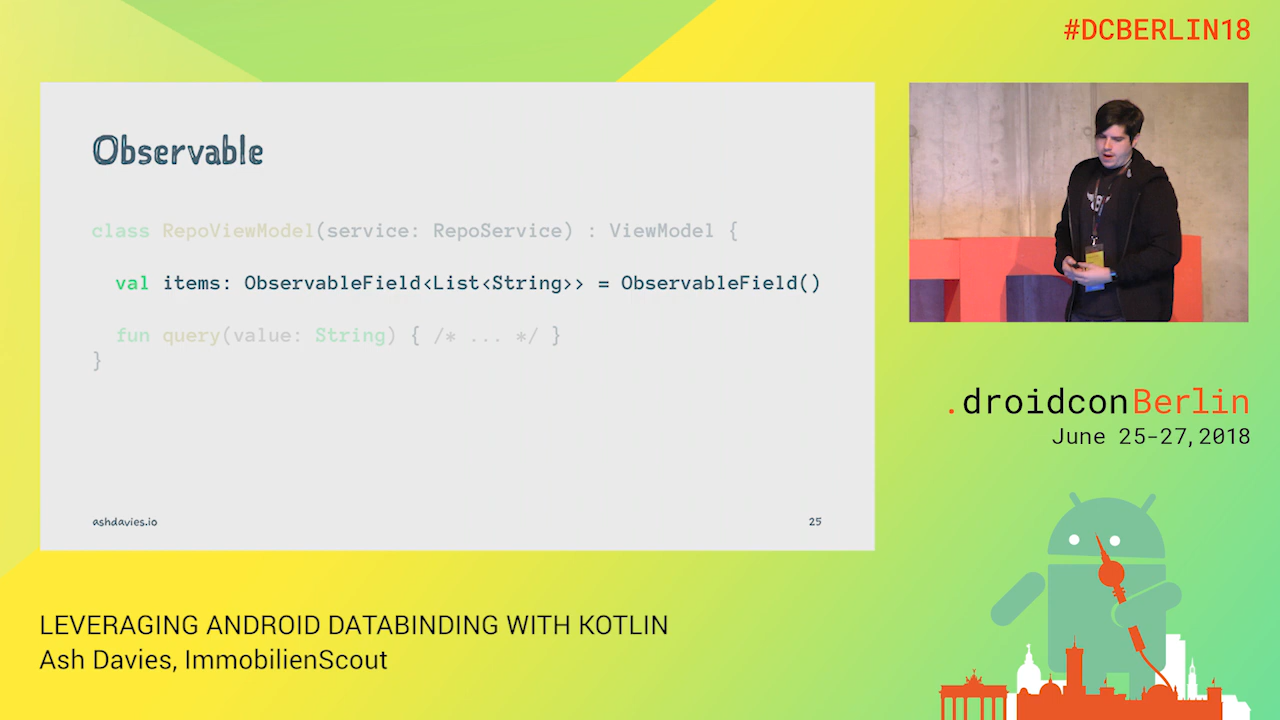 #DCBERLIN18
Observable
class RepoViewModel(service: RepoService) : ViewModel {
val items: ObservableField<List<String>> = ObservableField()
fun query(value: String) { /* ... */ }
}
ashdavies.io
25
.droidconBerlin
June 25-27,2018
LEVERAGING ANDROID DATABINDING WITH KOTLIN
Ash Davies, ImmobilienScout